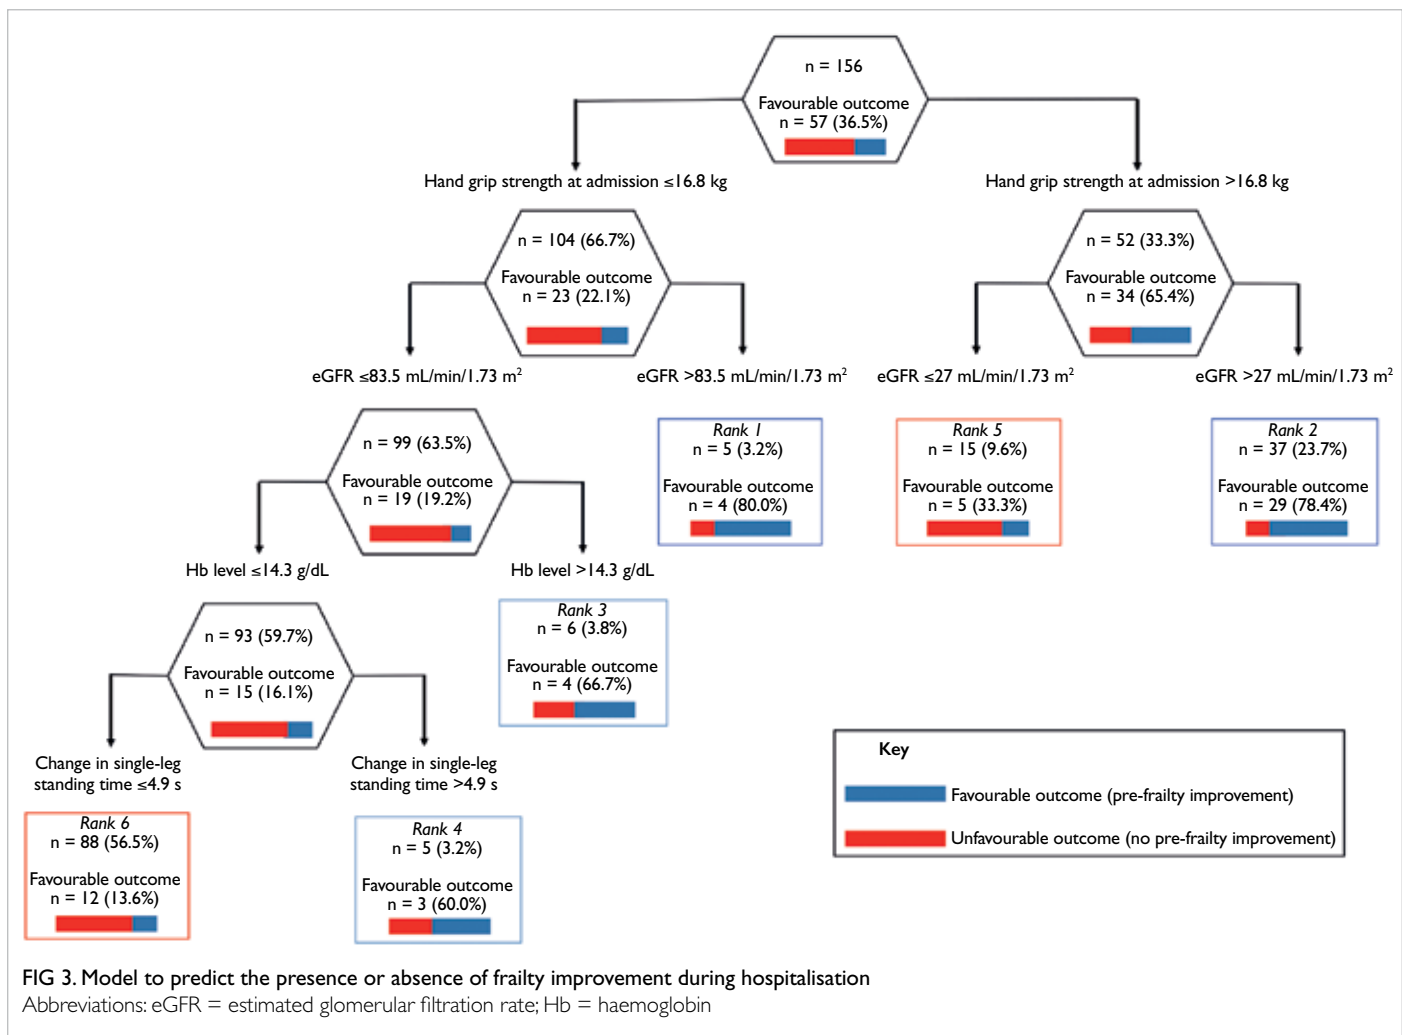 n = 156
Favourable outcome
n = 57 (36.5%)
Hand grip strength at admission ≤16.8 kg
Hand grip strength at admission >16.8 kg
n = 104 (66.7%)
Favourable outcome
n = 23 (22.1%)
n = 52 (33.3%)
Favourable outcome
n = 34 (65.4%)
eGFR ≤83.5 mL/min/1.73 m²
eGFR >83.5 mL/min/1.73 m²
eGFR ≤27 mL/min/1.73 m²
eGFR >27 mL/min/1.73 m²
n = 99 (63.5%)
Favourable outcome
n = 19 (19.2%)
Rank 1
n = 5 (3.2%)
Favourable outcome
n = 4 (80.0%)
Rank 5
n = 15 (9.6%)
Favourable outcome
n = 5 (33.3%)
Rank 2
n = 37 (23.7%)
Favourable outcome
n = 29 (78.4%)
Hb level ≤14.3 g/dL
Hb level >14.3 g/dL
n = 93 (59.7%)
Favourable outcome
n = 15 (16.1%)
Rank 3
n = 6 (3.8%)
Favourable outcome
n = 4 (66.7%)
Change in single-leg
standing time ≤4.9 s
Change in single-leg
standing time >4.9 s
Rank 6
n = 88 (56.5%)
Favourable outcome
n = 12 (13.6%)
Rank 4
n = 5 (3.2%)
Favourable outcome
n = 3 (60.0%)
Key
Favourable outcome (pre-frailty improvement)
Unfavourable outcome (no pre-frailty improvement)
FIG 3. Model to predict the presence or absence of frailty improvement during hospitalisation
Abbreviations: eGFR = estimated glomerular filtration rate; Hb = haemoglobin